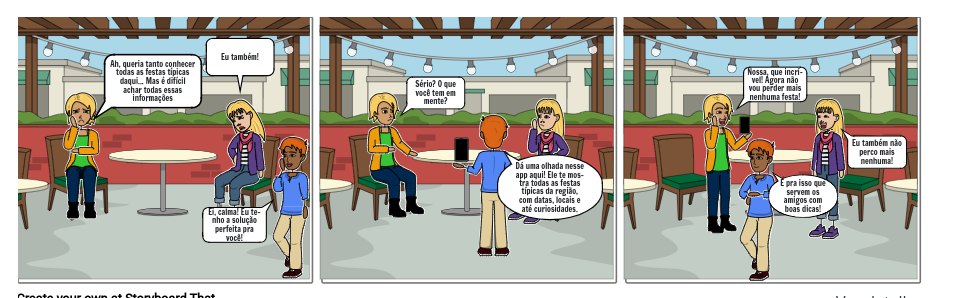 Ah, queria tanto conhecer
todas as festas típicas
daqui... Mas é difícil
achar todas essas
informações
Eu também!
Ei, calma! Eu te-
nho a solução
perfeita pra
você!
Sério? O que
você tem em
mente?
Dá uma olhada nesse
app aqui! Ele te mos-
tra todas as festas
típicas da região,
com datas, locais e
até curiosidades.
Nossa, que incrí-
vel! Agora não
vou perder mais
nenhuma festa!
Eu também não
perco mais
nenhuma!
E pra isso que
servem os
amigos com
boas dicas!
Create your own at Storyboard That